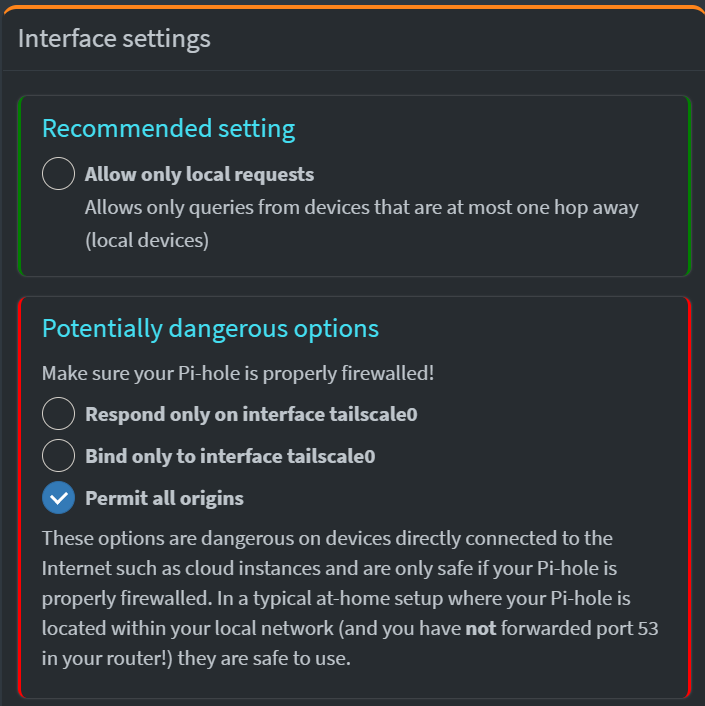 Interface settings
Recommended setting
Allow only local requests
Allows only queries from devices that are at most one hop away
(local devices)
Potentially dangerous options
Make sure your Pi-hole is properly firewalled!
Respond only on interface tailscale0
Bind only to interface tailscale0
Permit all origins
These options are dangerous on devices directly connected to the
Internet such as cloud instances and are only safe if your Pi-hole is
properly firewalled. In a typical at-home setup where your Pi-hole is
located within your local network (and you have not forwarded port 53
in your router!) they are safe to use.